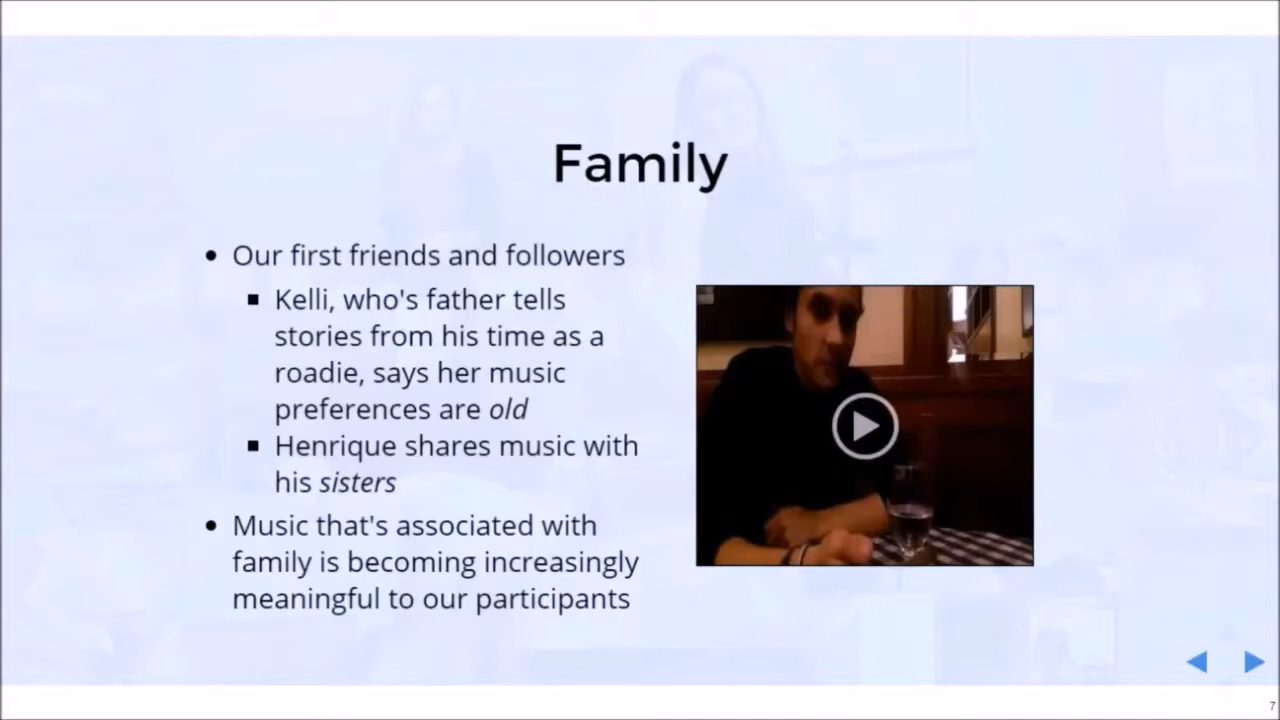 Family
• Our first friends and followers
▪ Kelli, who's father tells
stories from his time as a
roadie, says her music
preferences are old
▪ Henrique shares music with
his sisters
• Music that's associated with
family is becoming increasingly
meaningful to our participants
7